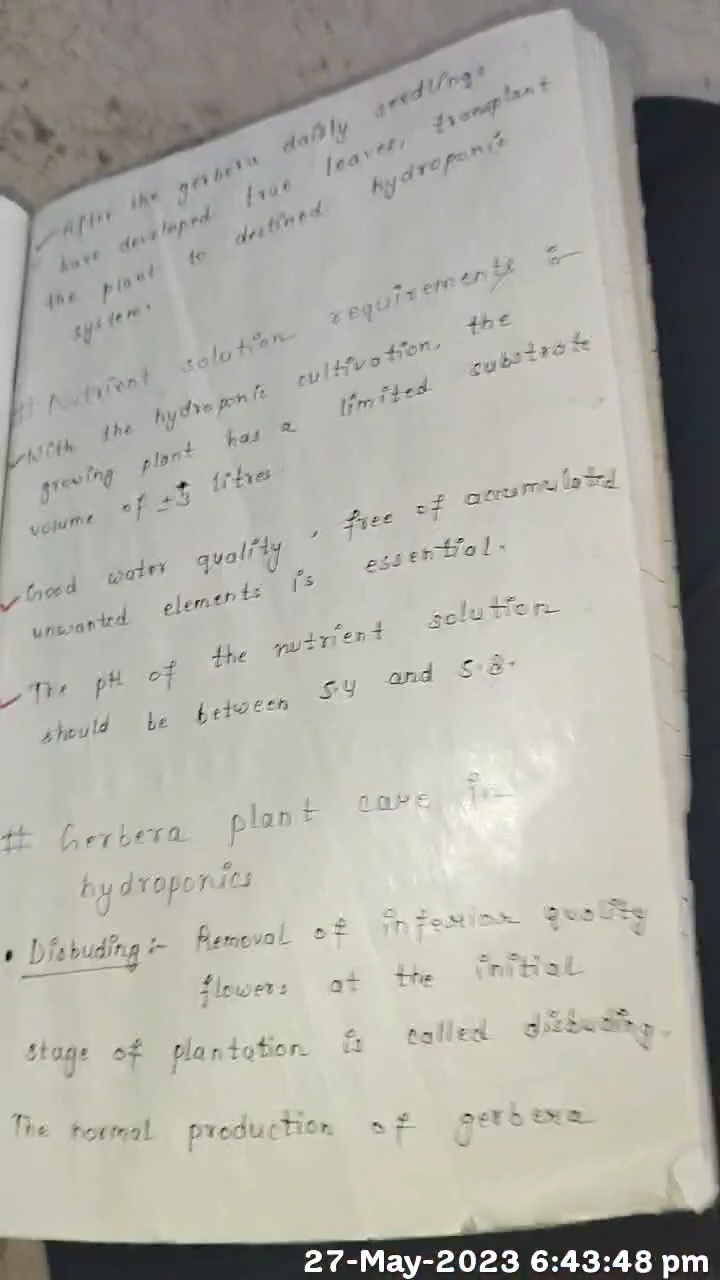 ✓ After the gerbera daisly seedlings
have developed true leaves, transplant
the plant to destined hydroponic
system.
# Nutrient solution requirements :-
✓ With the hydroponic cultivation, the
growing plant has a limited substrate
volume of ±3 litres.
✓ Good water quality, free of accumulated
unwanted elements is essential.
✓ The pH of the nutrient solution
should be between 5.4 and 5.8.
# Gerbera plant care in
hydroponics
• Disbuding :- Removal of inferior quality
flowers at the initial
stage of plantation is called disbuding.
The normal production of gerbera
27-May-2023 6:43:48 pm